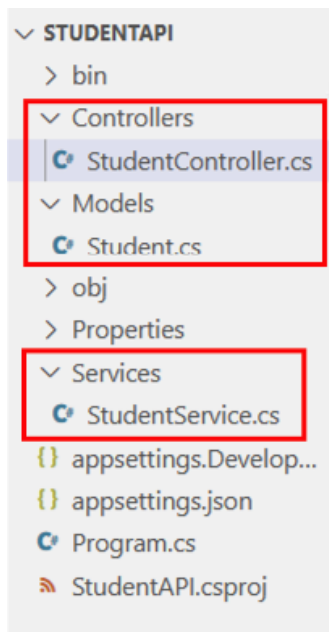 STUDENTAPI
bin
Controllers
C# StudentController.cs
Models
C# Student.cs
obj
Properties
Services
C# StudentService.cs
{} appsettings.Develop...
{} appsettings.json
C# Program.cs
StudentAPI.csproj